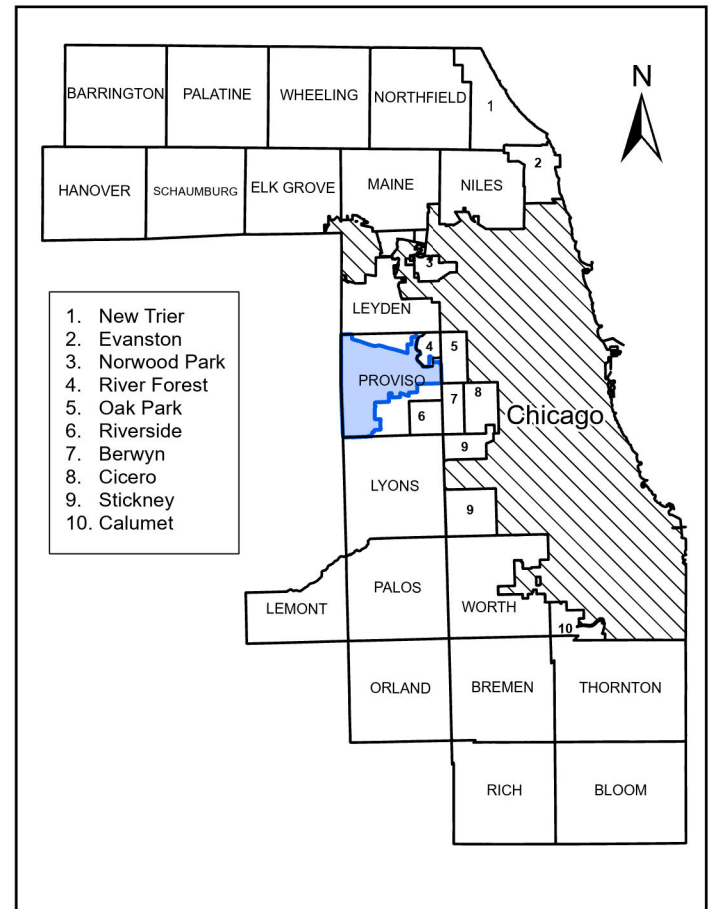 N
BARRINGTON
PALATINE
WHEELING
NORTHFIELD
1
2
HANOVER
SCHAUMBURG
ELK GROVE
MAINE
NILES
3
LEYDEN
1. New Trier
2. Evanston
3. Norwood Park
4. River Forest
5. Oak Park
6. Riverside
7. Berwyn
8. Cicero
9. Stickney
10. Calumet
4
5
PROVISO
6
7
8
Chicago
9
LYONS
9
PALOS
LEMONT
WORTH
10
ORLAND
BREMEN
THORNTON
RICH
BLOOM